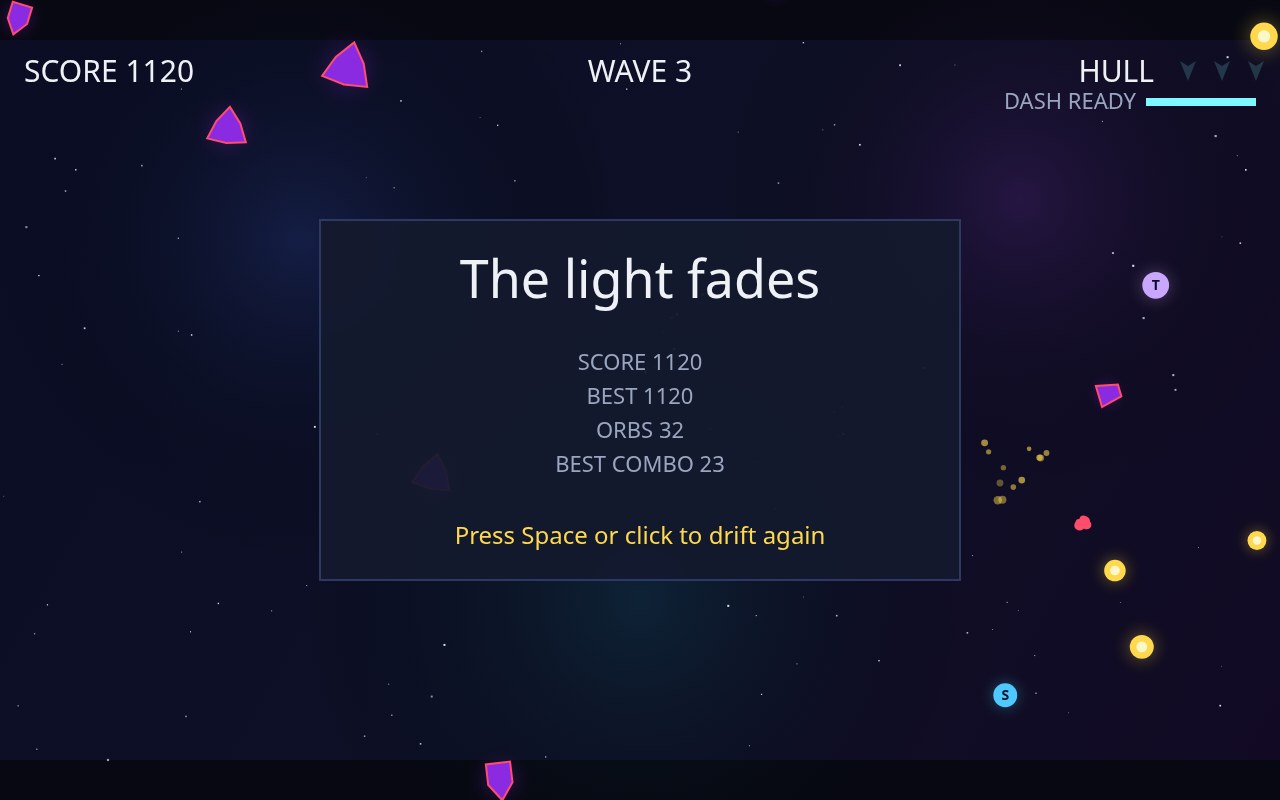 SCORE 1120
WAVE 3
HULL
DASH READY
The light fades
T
SCORE 1120
BEST 1120
ORBS 32
BEST COMBO 23
Press Space or click to drift again
S